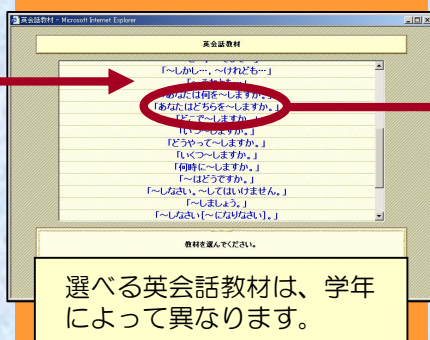 英会話教材 - Microsoft Internet Explorer
英会話教材
「～しかし…，～けれども…」
「あなたは何を～しますか。」
「あなたはどちらを～しますか。」
「どこで～しますか。」
「いつ～しますか。」
「どうやって～しますか。」
「いくつ～しますか。」
「何時に～しますか。」
「～はどうですか。」
「～しなさい。～してはいけません。」
「～しましょう。」
「～しなさい[～になりなさい]。」
教材を選んでください。
選べる英会話教材は、学年
によって異なります。